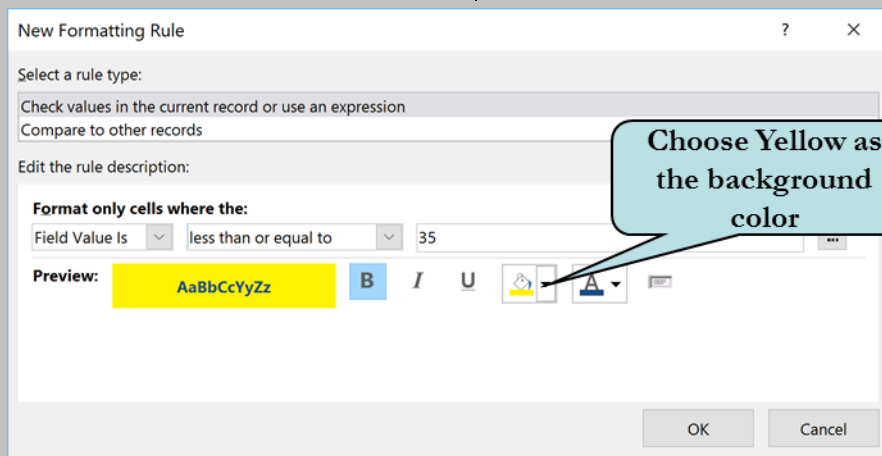 New Formatting Rule ? ×
Select a rule type:
Check values in the current record or use an expression
Compare to other records
Choose Yellow as
the background
color
Edit the rule description:
Format only cells where the:
Field Value Is less than or equal to 35 ...
Preview: AaBbCcYyZz B I U A
OK Cancel